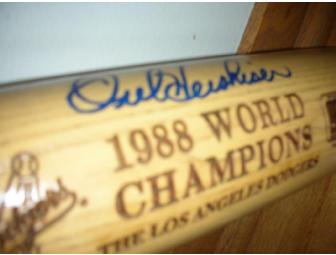 Orel Hershiser
1988 WORLD
CHAMPIONS
THE LOS ANGELES DODGERS